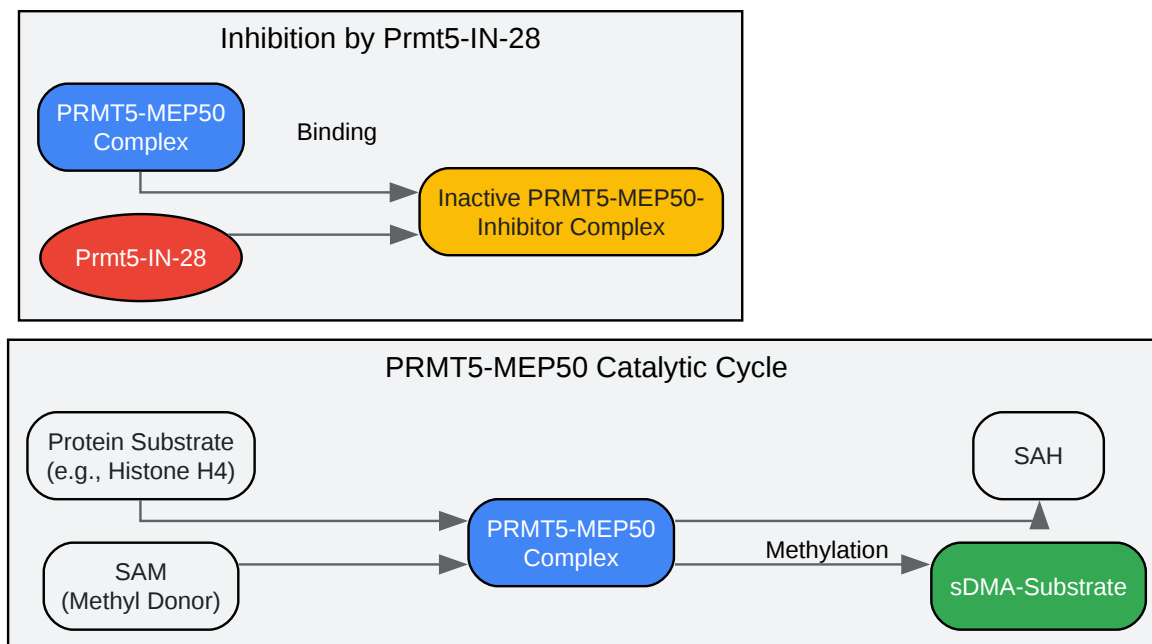 Inhibition by Prmt5-IN-28
PRMT5-MEP50
Complex
Binding
Inactive PRMT5-MEP50-
Inhibitor Complex
Prmt5-IN-28
PRMT5-MEP50 Catalytic Cycle
Protein Substrate
(e.g., Histone H4)
SAH
PRMT5-MEP50
Complex
Methylation
SAM
(Methyl Donor)
sDMA-Substrate